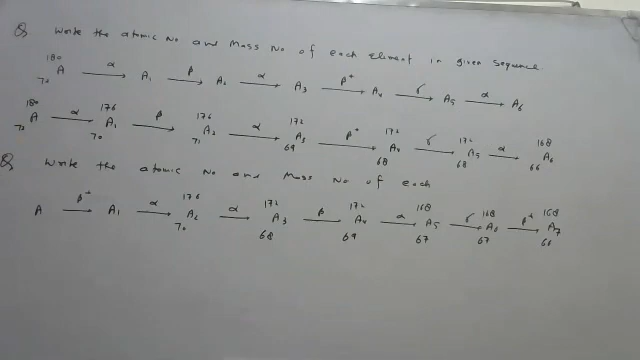 Q Write the atomic No and Mass No of each Element in given sequence
180 72 A α→ A1 β→ A2 α→ A3 β+→ A4 γ→ A5 α→ A6
180 72 A α→ 176 70 A1 β→ 176 71 A2 α→ 172 69 A3 β+→ 172 68 A4 γ→ 172 68 A5 α→ 168 66 A6
Q Write the atomic No and Mass No of each
A β+→ A1 α→ 176 70 A2 α→ 172 68 A3 β→ 172 69 A4 α→ 168 67 A5 γ→ 168 67 A6 β+→ 168 66 A7